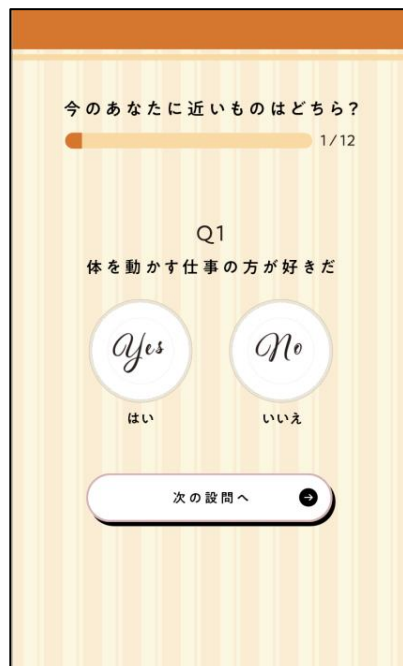 今のあなたに近いものはどちら?
1/12
Q1
体を動かす仕事の方が好きだ
Yes No
はい いいえ
次の設問へ